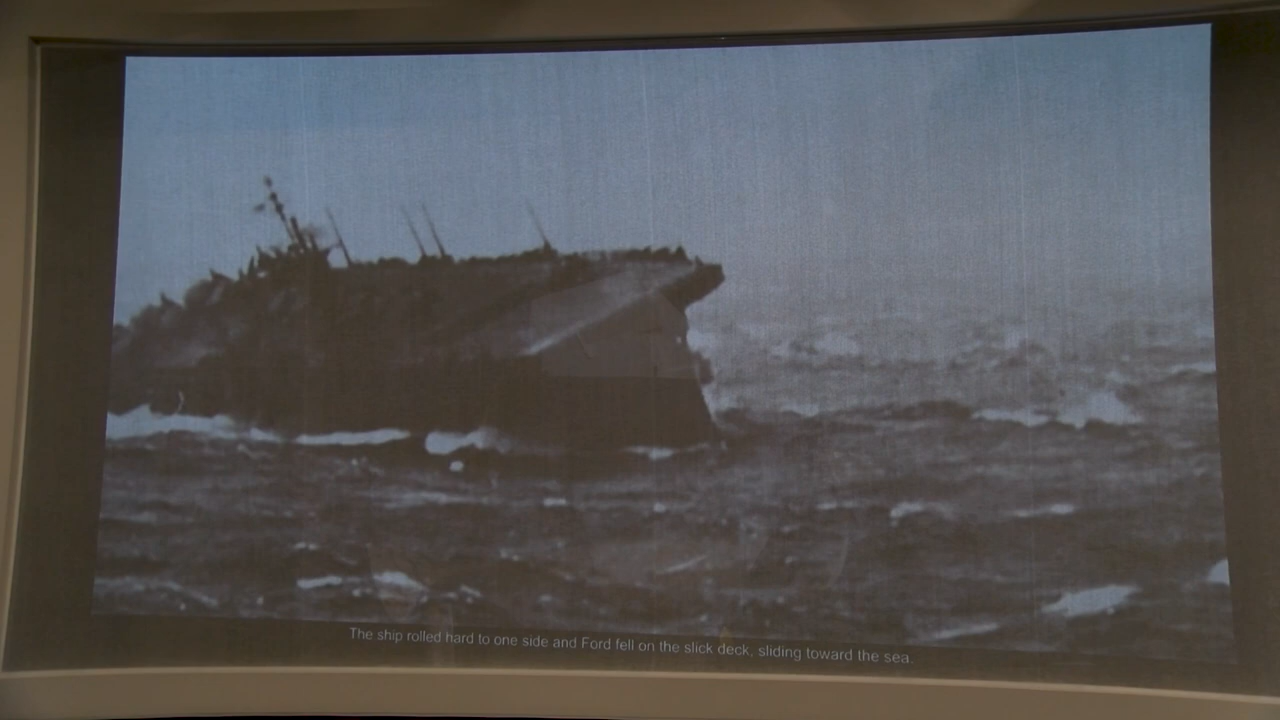 The ship rolled hard to one side and Ford fell on the slick deck, sliding toward the sea.